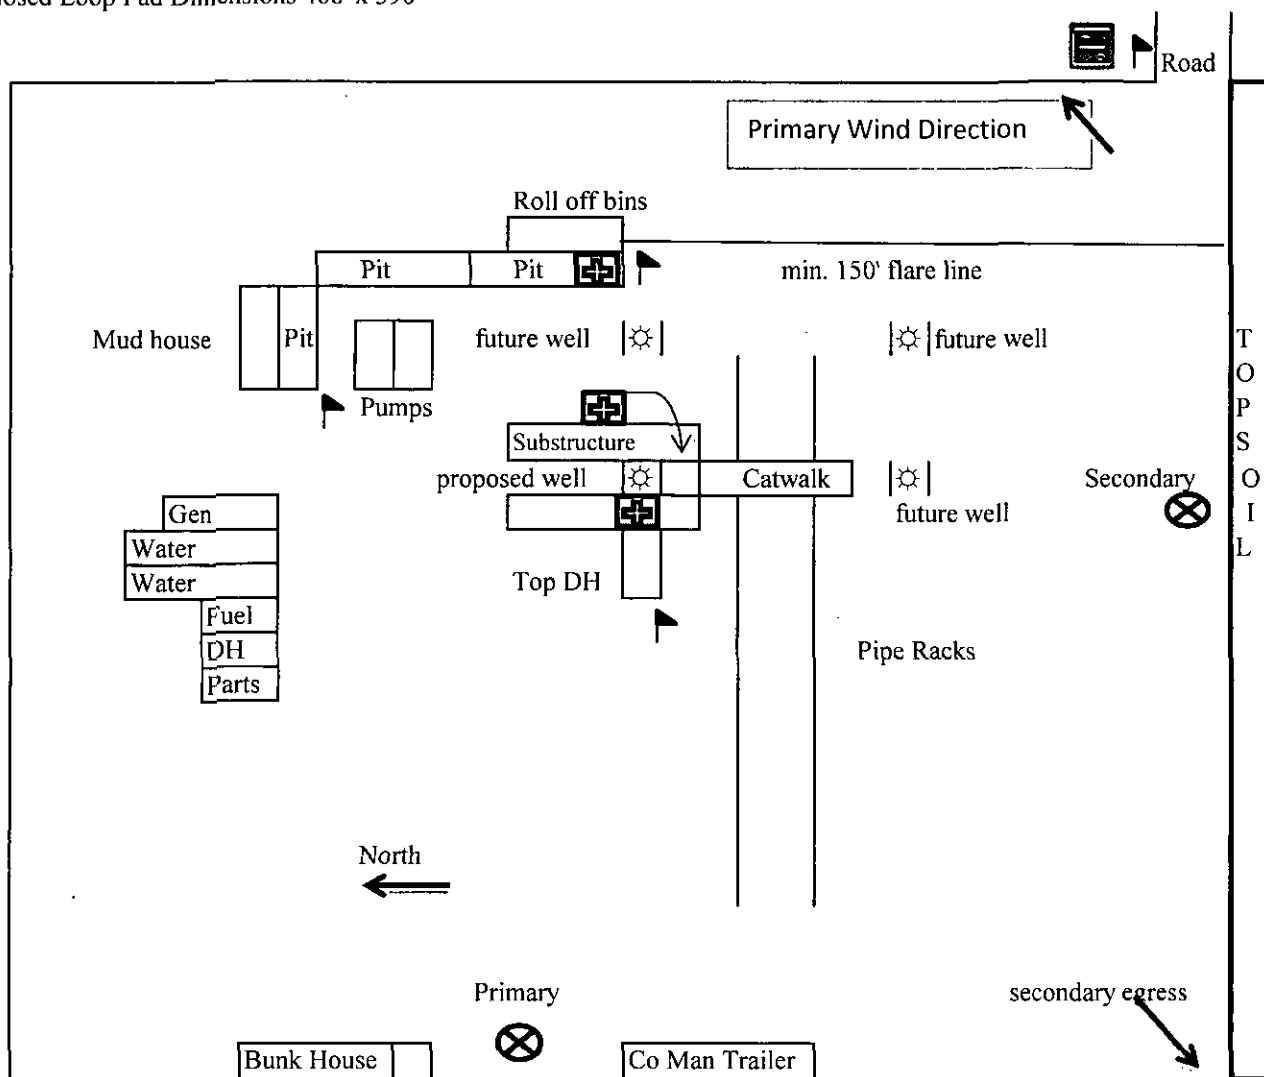 Road
Primary Wind Direction
Roll off bins
Pit
Pit
min. 150' flare line
Mud house
Pit
future well
future well
Pumps
Substructure
proposed well
Catwalk
Secondary
future well
Gen
Water
Water
Top DH
Fuel
DH
Pipe Racks
Parts
T
O
P
S
O
I
L
North
Primary
secondary egress
Bunk House
Co Man Trailer